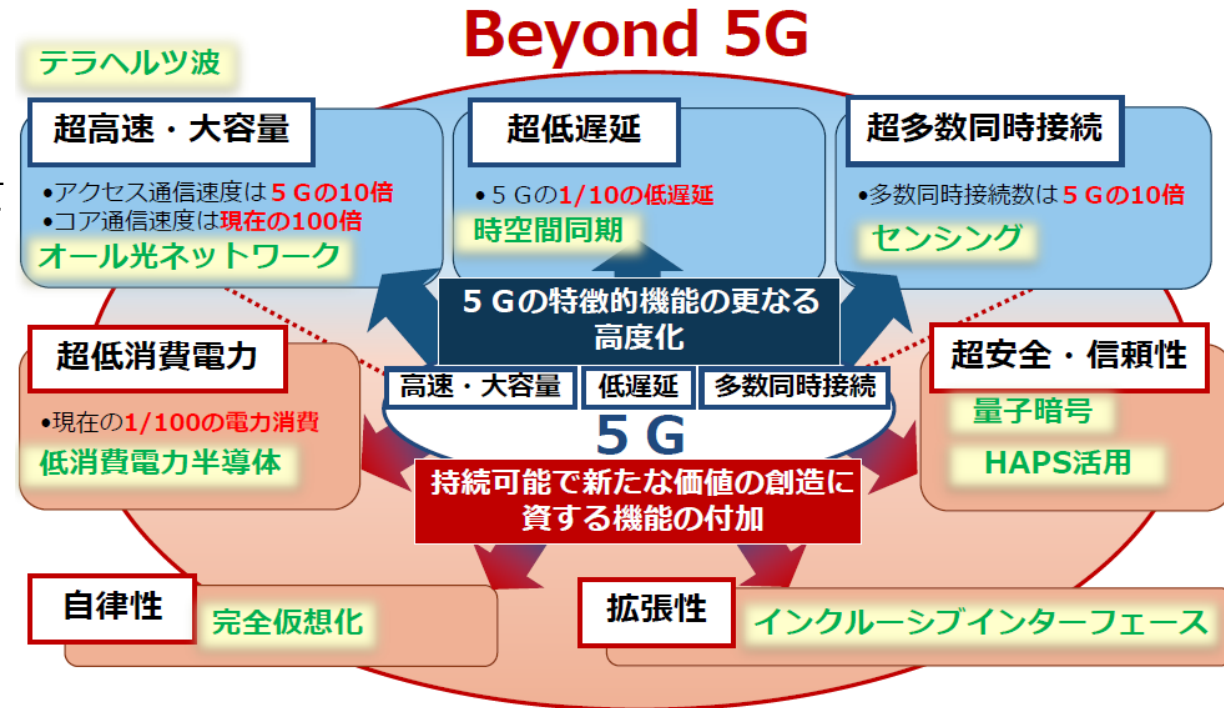 Beyond 5G
テラヘルツ波
超高速・大容量
•アクセス通信速度は５Ｇの10倍
•コア通信速度は現在の100倍
オール光ネットワーク
超低遅延
•５Ｇの1/10の低遅延
時空間同期
超多数同時接続
•多数同時接続数は５Ｇの10倍
センシング
５Ｇの特徴的機能の更なる
高度化
超低消費電力
•現在の1/100の電力消費
低消費電力半導体
高速・大容量
低遅延
多数同時接続
５Ｇ
超安全・信頼性
量子暗号
HAPS活用
持続可能で新たな価値の創造に
資する機能の付加
自律性
完全仮想化
拡張性
インクルーシブインターフェース